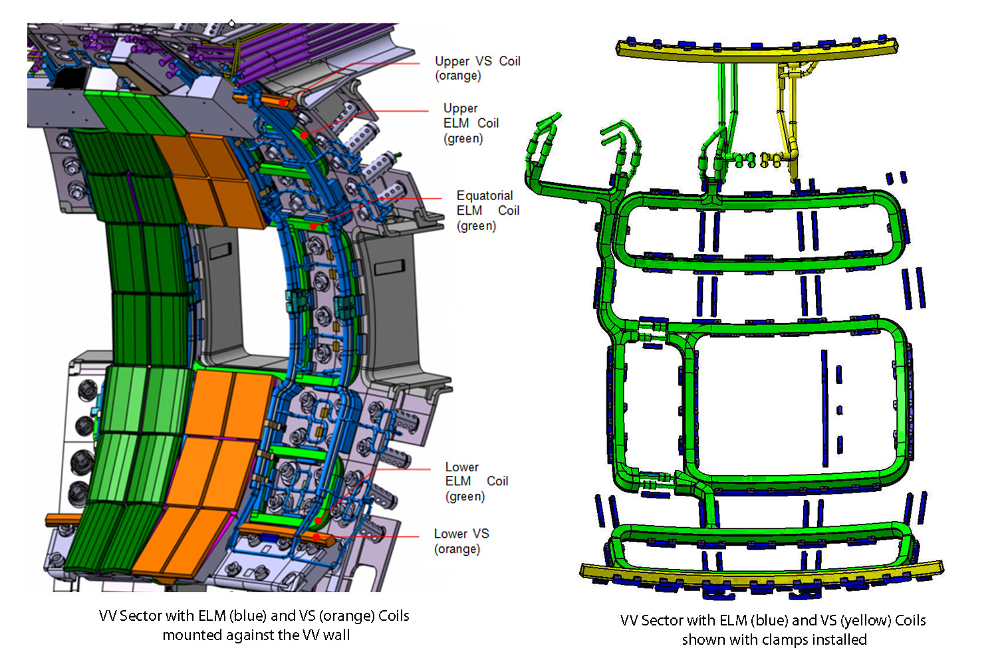 Upper VS Coil
(orange)
Upper
ELM Coil
(green)
Equatorial
ELM Coil
(green)
Lower
ELM Coil
(green)
Lower VS
(orange)
VV Sector with ELM (blue) and VS (orange) Coils
mounted against the VV wall
VV Sector with ELM (blue) and VS (yellow) Coils
shown with clamps installed